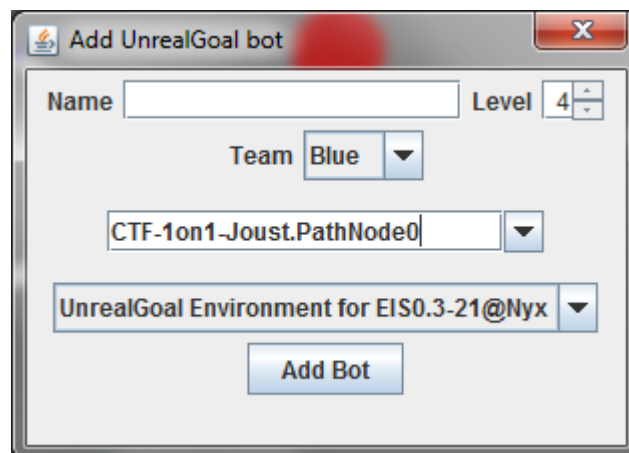 Add UnrealGoal bot
Name Level 4
Team Blue
CTF-1on1-Joust.PathNode0
UnrealGoal Environment for EIS0.3-21@Nyx
Add Bot